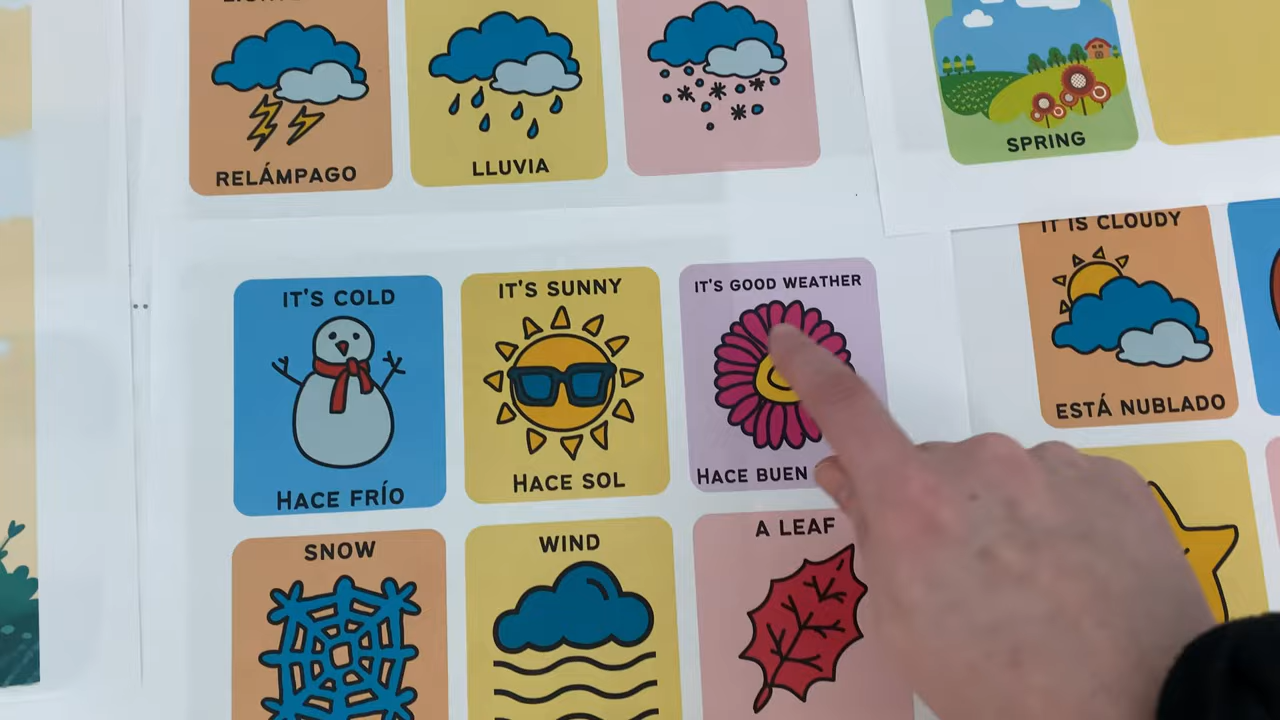 RELÁMPAGO
LLUVIA
SPRING
IT IS CLOUDY
ESTÁ NUBLADO
IT'S COLD
HACE FRÍO
IT'S SUNNY
HACE SOL
IT'S GOOD WEATHER
HACE BUEN
SNOW
WIND
A LEAF